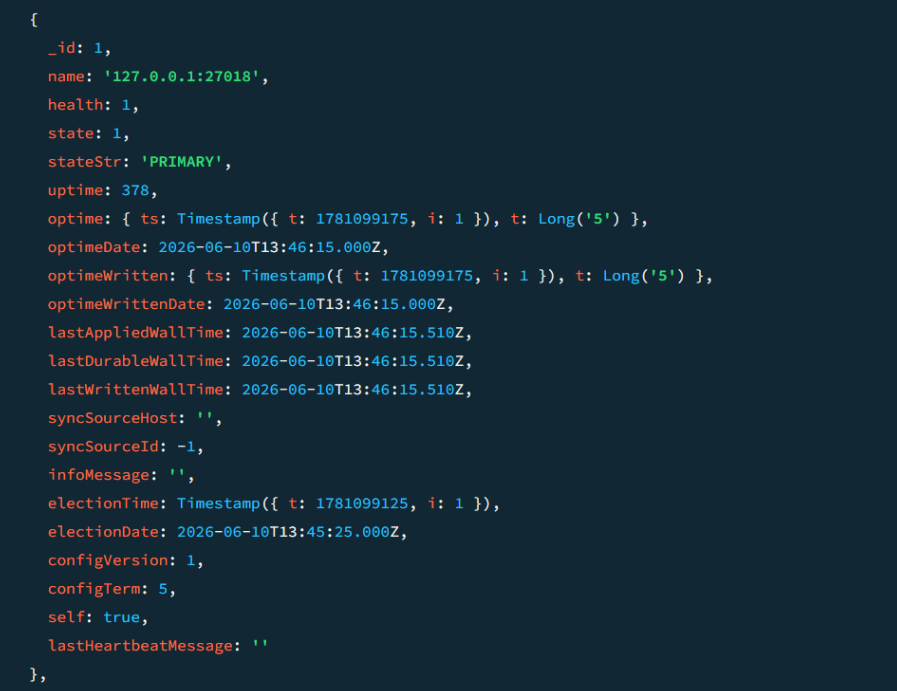 {
_id: 1,
name: '127.0.0.1:27018',
health: 1,
state: 1,
stateStr: 'PRIMARY',
uptime: 378,
optime: { ts: Timestamp({ t: 1781099175, i: 1 }), t: Long('5') },
optimeDate: 2026-06-10T13:46:15.000Z,
optimeWritten: { ts: Timestamp({ t: 1781099175, i: 1 }), t: Long('5') },
optimeWrittenDate: 2026-06-10T13:46:15.000Z,
lastAppliedWallTime: 2026-06-10T13:46:15.510Z,
lastDurableWallTime: 2026-06-10T13:46:15.510Z,
lastWrittenWallTime: 2026-06-10T13:46:15.510Z,
syncSourceHost: '',
syncSourceId: -1,
infoMessage: '',
electionTime: Timestamp({ t: 1781099125, i: 1 }),
electionDate: 2026-06-10T13:45:25.000Z,
configVersion: 1,
configTerm: 5,
self: true,
lastHeartbeatMessage: ''
},